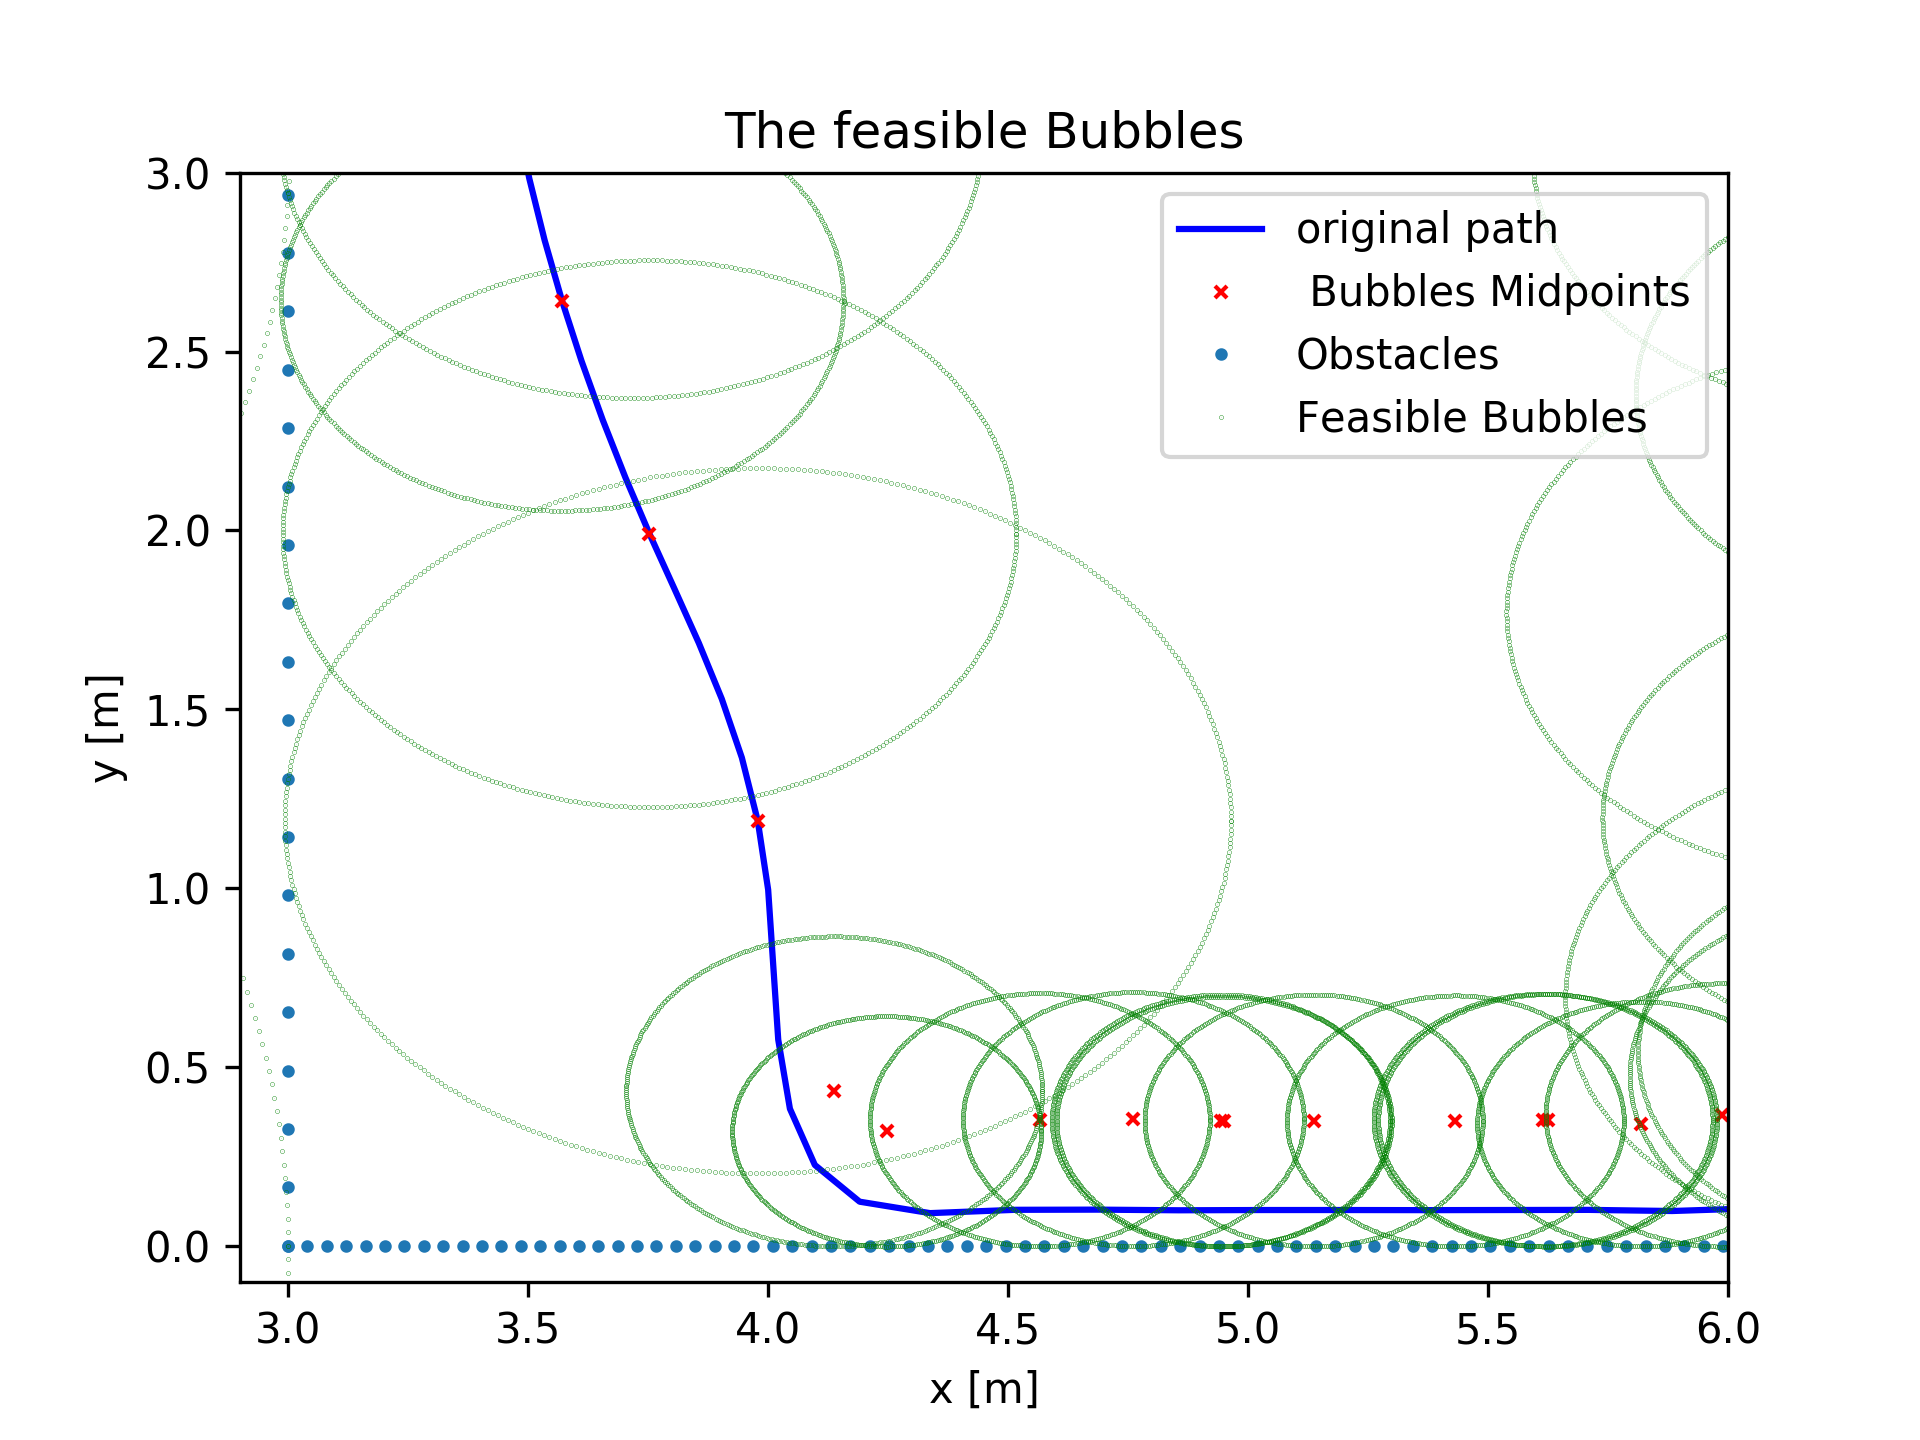 The feasible Bubbles
3.0
2.5
2.0
1.5
1.0
0.5
0.0
y [m]
original path
Bubbles Midpoints
Obstacles
Feasible Bubbles
3.0 3.5 4.0 4.5 5.0 5.5 6.0
x [m]